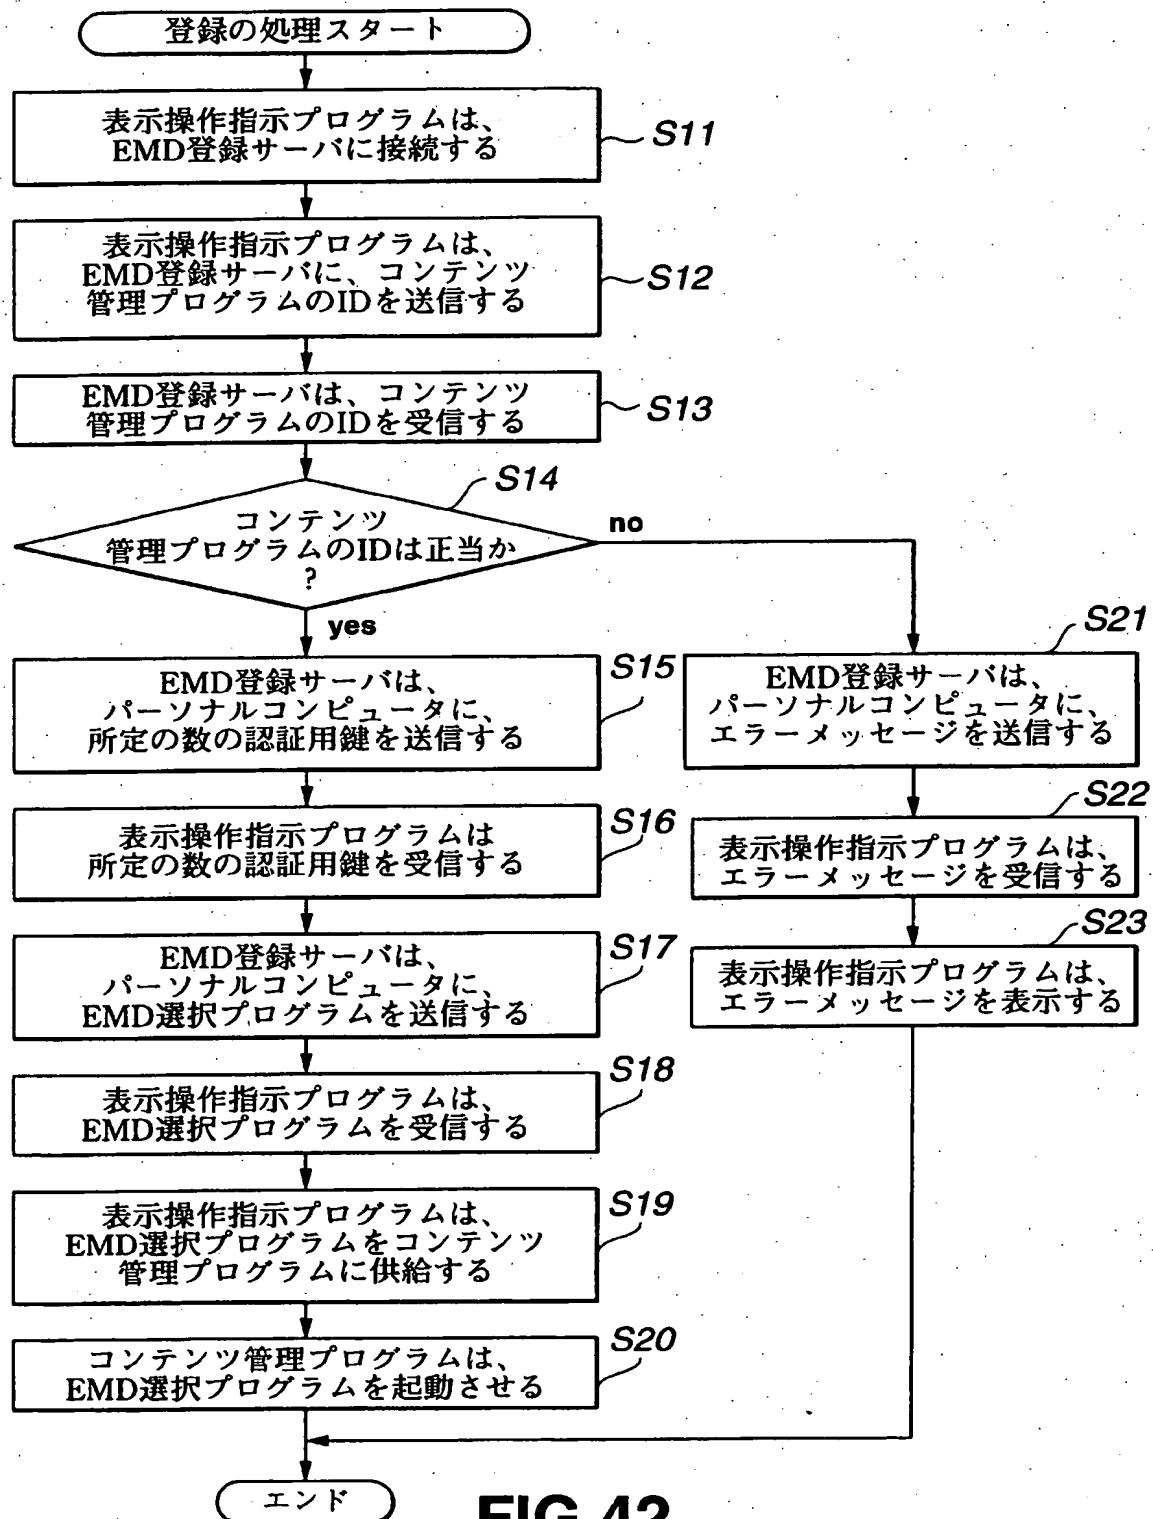 登録の処理スタート
表示操作指示プログラムは、
EMD登録サーバに接続する
S11
表示操作指示プログラムは、
EMD登録サーバに、コンテンツ
管理プログラムのIDを送信する
S12
EMD登録サーバは、コンテンツ
管理プログラムのIDを受信する
S13
S14
コンテンツ
管理プログラムのIDは正当か
?
no
yes
EMD登録サーバは、
パーソナルコンピュータに、
所定の数の認証用鍵を送信する
S15
表示操作指示プログラムは
所定の数の認証用鍵を受信する
S16
EMD登録サーバは、
パーソナルコンピュータに、
EMD選択プログラムを送信する
S17
表示操作指示プログラムは、
EMD選択プログラムを受信する
S18
表示操作指示プログラムは、
EMD選択プログラムをコンテンツ
管理プログラムに供給する
S19
コンテンツ管理プログラムは、
EMD選択プログラムを起動させる
S20
S21
EMD登録サーバは、
パーソナルコンピュータに、
エラーメッセージを送信する
S22
表示操作指示プログラムは、
エラーメッセージを受信する
S23
表示操作指示プログラムは、
エラーメッセージを表示する
エンド
FIG.42